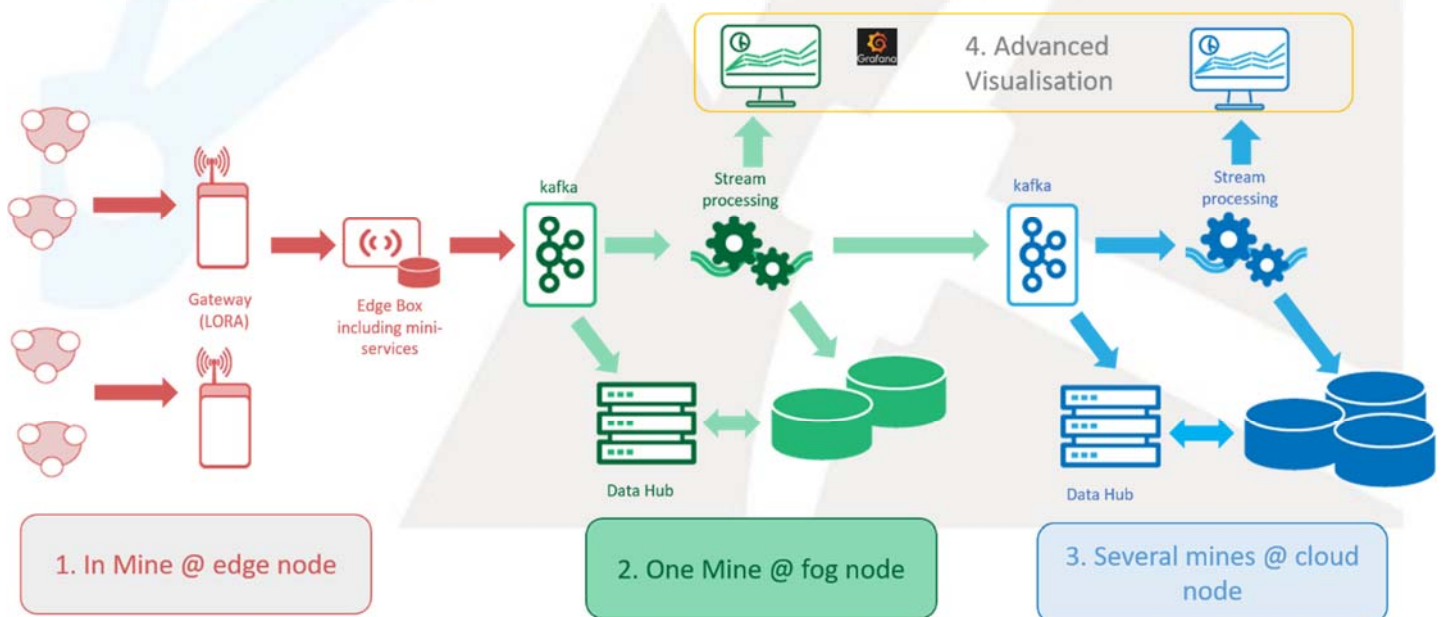 Grafana
4. Advanced
Visualisation
kafka
Stream
processing
kafka
Stream
processing
Gateway
(LORA)
Edge Box
including mini-
services
Data Hub
Data Hub
1. In Mine @ edge node
2. One Mine @ fog node
3. Several mines @ cloud
node